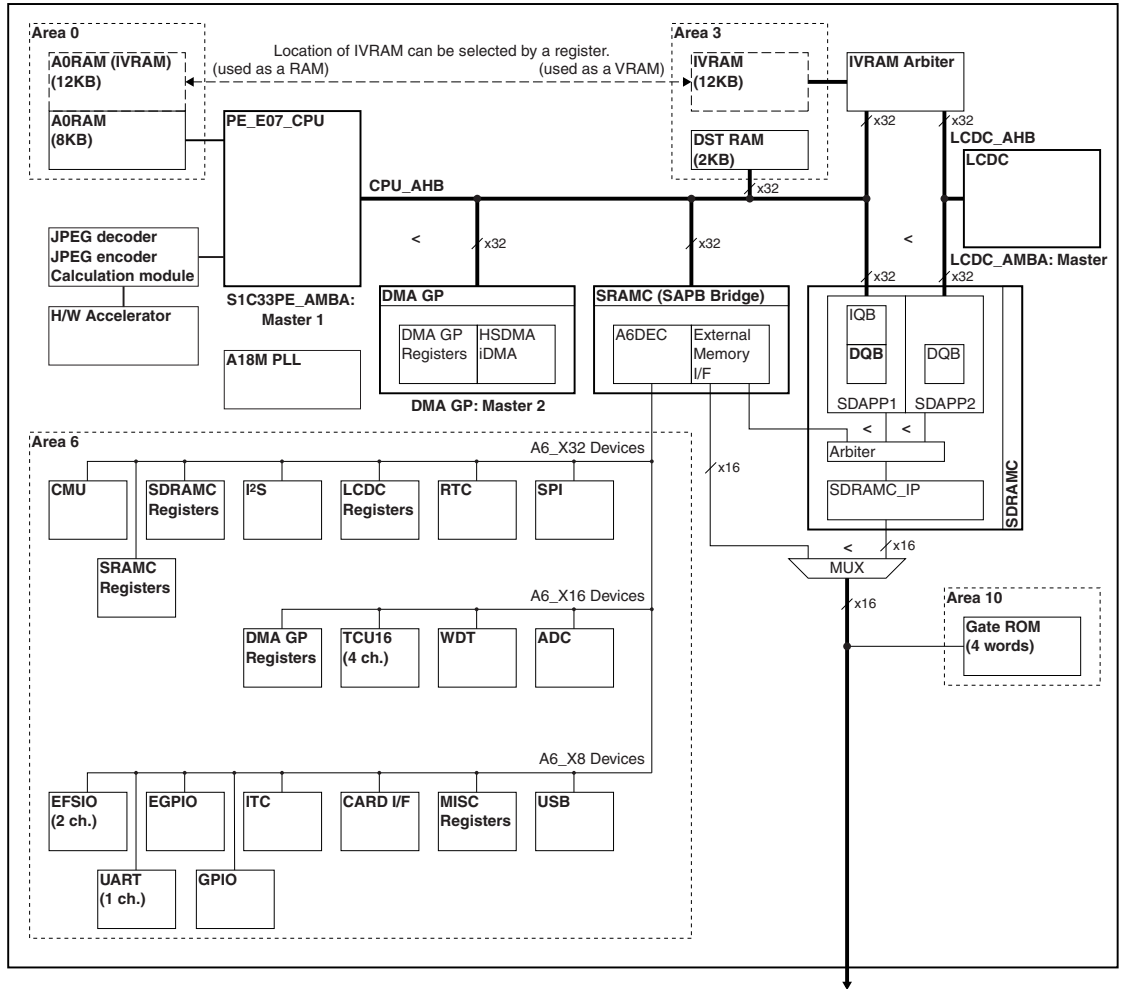 Area 0
A0RAM (IVRAM)
(12KB)
A0RAM
(8KB)
Location of IVRAM can be selected by a register.
(used as a RAM)
(used as a VRAM)
Area 3
IVRAM
(12KB)
DST RAM
(2KB)
x32
IVRAM Arbiter
x32
x32
LCDC_AHB
LCDC
LCDC_AMBA: Master
PE_E07_CPU
CPU_AHB
S1C33PE_AMBA:
Master 1
JPEG decoder
JPEG encoder
Calculation module
H/W Accelerator
A18M PLL
<
x32
x32
<
x32
x32
DMA GP
DMA GP
Registers
HSDMA
iDMA
DMA GP: Master 2
SRAMC (SAPB Bridge)
A6DEC
External
Memory
I/F
IQB
DQB
DQB
SDAPP1
SDAPP2
<
<
Arbiter
SDRAMC_IP
SDRAMC
x16
<
x16
MUX
x16
Area 10
Gate ROM
(4 words)
Area 6
A6_X32 Devices
CMU
SDRAMC
Registers
I2S
LCDC
Registers
RTC
SPI
SRAMC
Registers
A6_X16 Devices
DMA GP
Registers
TCU16
(4 ch.)
WDT
ADC
A6_X8 Devices
EFSIO
(2 ch.)
EGPIO
ITC
CARD I/F
MISC
Registers
USB
UART
(1 ch.)
GPIO